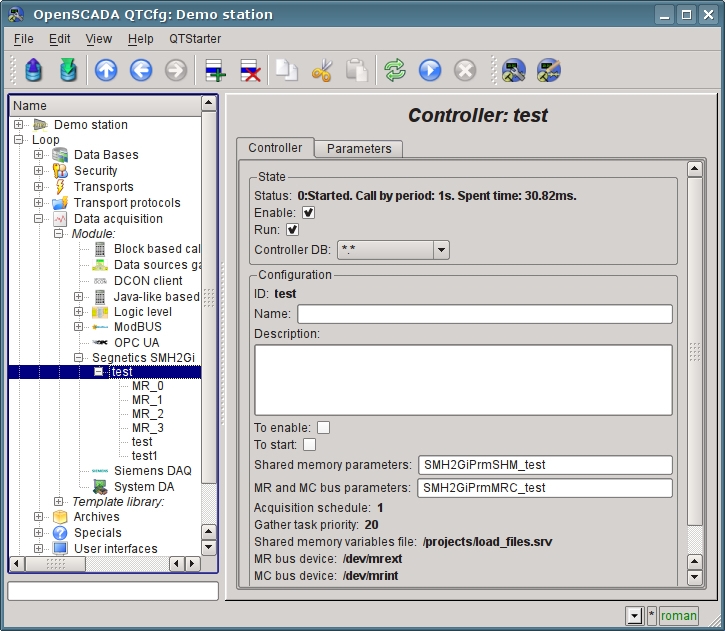 OpenSCADA QTCfg: Demo station
File Edit View Help QTStarter
Name
Demo station
Loop
Data Bases
Security
Transports
Transport protocols
Data acquisition
Module:
Block based cal
Data sources ga
DCON client
Java-like based
Logic level
ModBUS
OPC UA
Segnetics SMH2Gi
test
MR_0
MR_1
MR_2
MR_3
test
test1
Siemens DAQ
System DA
Template library:
Archives
Specials
User interfaces
Controller: test
Controller Parameters
State
Status: 0:Started. Call by period: 1s. Spent time: 30.82ms.
Enable:
Run:
Controller DB: *.*
Configuration
ID: test
Name:
Description:
To enable:
To start:
Shared memory parameters: SMH2GiPrmSHM_test
MR and MC bus parameters: SMH2GiPrmMRC_test
Acquisition schedule: 1
Gather task priority: 20
Shared memory variables file: /projects/load_files.srv
MR bus device: /dev/mrext
MC bus device: /dev/mrint
* roman